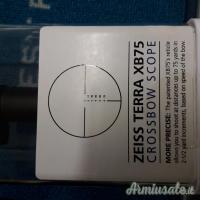 ZEISS TERRA XB75
CROSSBOW SCOPE
MORE PRECISE: The patented XB75's reticle
allows you to shoot at distances up to 75 yards in
2-1/2 yard increments, based on speed of the bow.
Armiusate.it